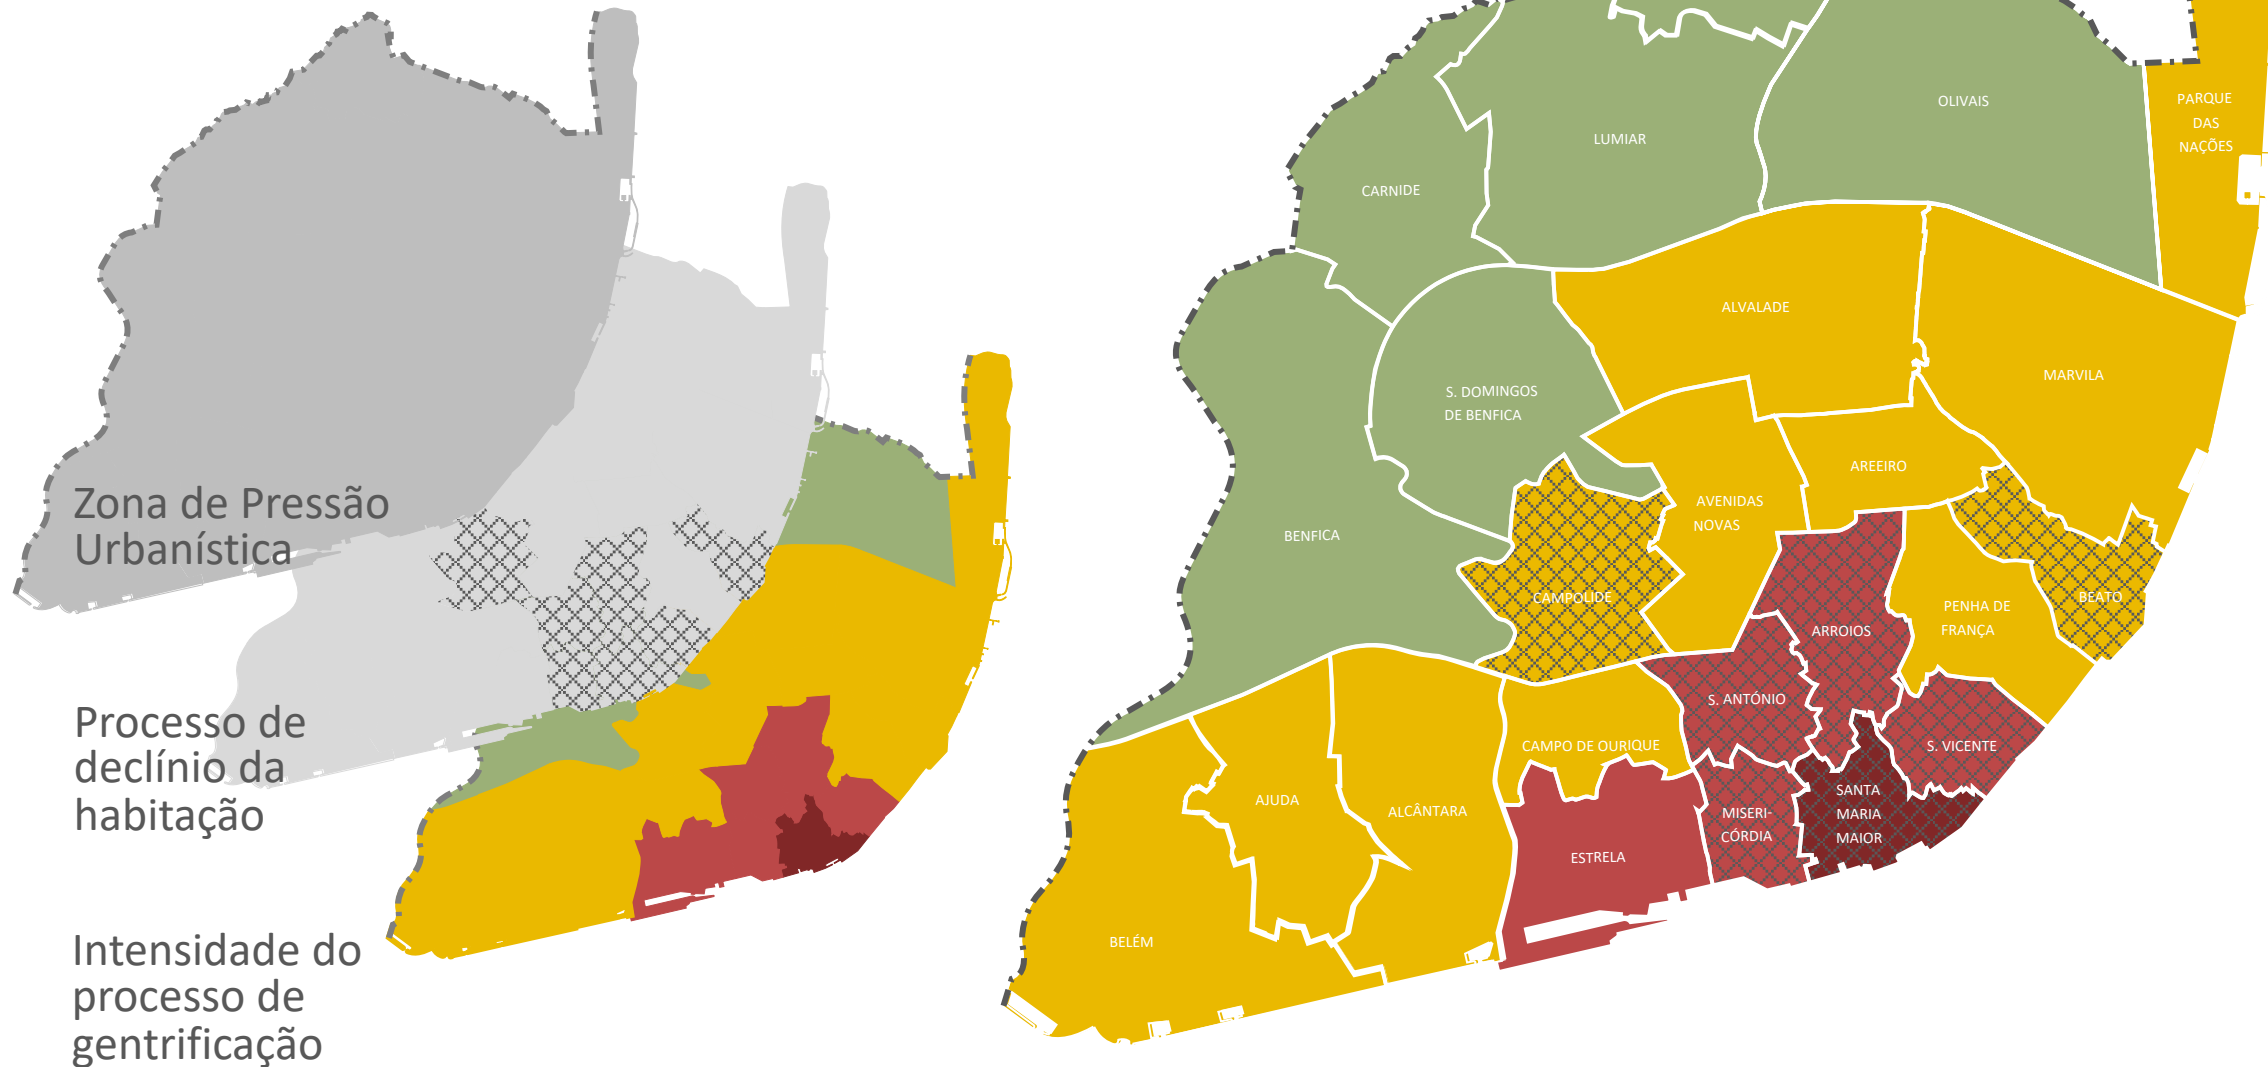 Zona de Pressão
Urbanística
Processo de
declínio da
habitação
Intensidade do
processo de
gentrificação
OLIVAIS
PARQUE
DAS
NAÇÕES
LUMIAR
CARNIDE
ALVALADE
MARVILA
S. DOMINGOS
DE BENFICA
AREEIRO
AVENIDAS
NOVAS
BENFICA
CAMPOLIDE
BEATO
PENHA DE
FRANÇA
ARROIOS
S. ANTÓNIO
CAMPO DE OURIQUE
S. VICENTE
AJUDA
ALCÂNTARA
SANTA
MARIA
MAIOR
MISERI-
CÓRDIA
ESTRELA
BELÉM